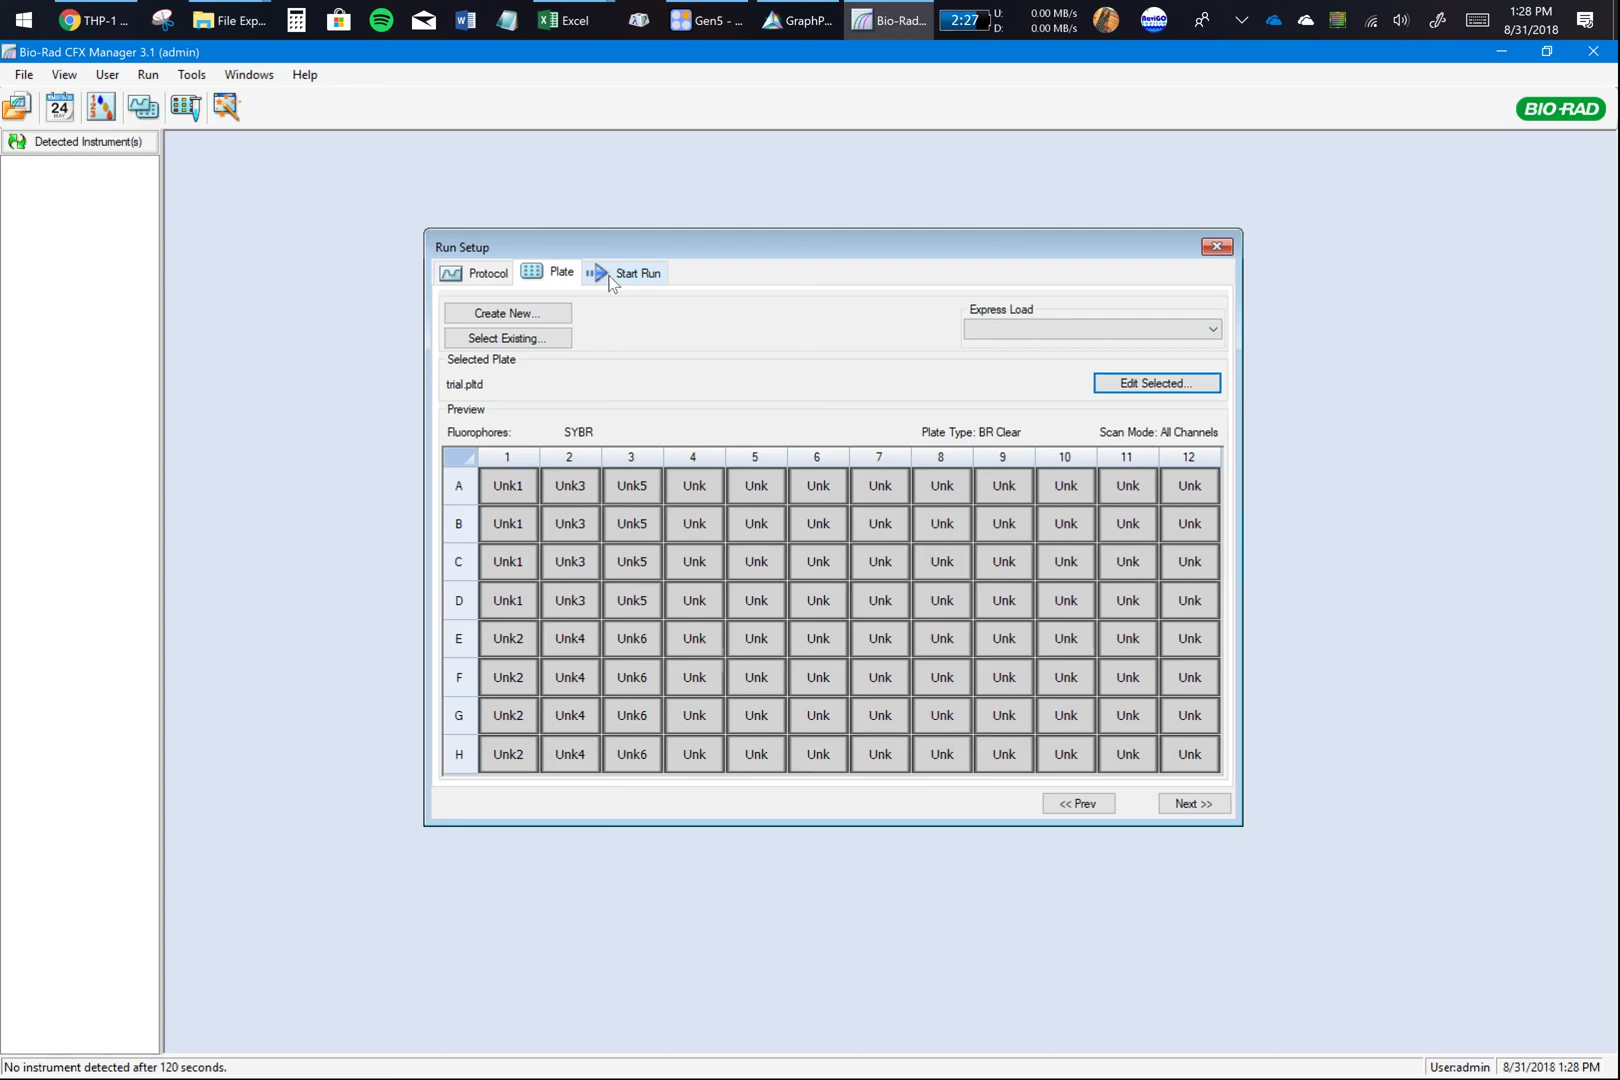 THP-1 ...
File Exp...
Excel
Gen5 - ...
GraphP...
Bio-Rad...
2:27
U: 0.00 MB/s
D: 0.00 MB/s
1:28 PM
8/31/2018
Bio-Rad CFX Manager 3.1 (admin)
File View User Run Tools Windows Help
24
BIO-RAD
Detected Instrument(s)
Run Setup
Protocol Plate Start Run
Create New...
Express Load
Select Existing...
Selected Plate
trial.pltd
Edit Selected...
Preview
Fluorophores: SYBR Plate Type: BR Clear Scan Mode: All Channels
1 2 3 4 5 6 7 8 9 10 11 12
A Unk1 Unk3 Unk5 Unk Unk Unk Unk Unk Unk Unk Unk Unk
B Unk1 Unk3 Unk5 Unk Unk Unk Unk Unk Unk Unk Unk Unk
C Unk1 Unk3 Unk5 Unk Unk Unk Unk Unk Unk Unk Unk Unk
D Unk1 Unk3 Unk5 Unk Unk Unk Unk Unk Unk Unk Unk Unk
E Unk2 Unk4 Unk6 Unk Unk Unk Unk Unk Unk Unk Unk Unk
F Unk2 Unk4 Unk6 Unk Unk Unk Unk Unk Unk Unk Unk Unk
G Unk2 Unk4 Unk6 Unk Unk Unk Unk Unk Unk Unk Unk Unk
H Unk2 Unk4 Unk6 Unk Unk Unk Unk Unk Unk Unk Unk Unk
<< Prev Next >>
No instrument detected after 120 seconds.
User:admin 8/31/2018 1:28 PM